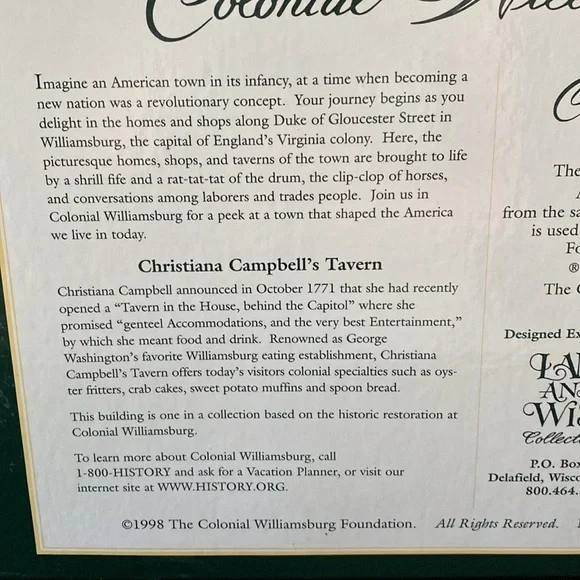 Colonial
Imagine an American town in its infancy, at a time when becoming a
new nation was a revolutionary concept. Your journey begins as you
delight in the homes and shops along Duke of Gloucester Street in
Williamsburg, the capital of England's Virginia colony. Here, the
picturesque homes, shops, and taverns of the town are brought to life
by a shrill fife and a rat-tat-tat of the drum, the clip-clop of horses,
and conversations among laborers and trades people. Join us in
Colonial Williamsburg for a peek at a town that shaped the America
we live in today.
Christiana Campbell's Tavern
Christiana Campbell announced in October 1771 that she had recently
opened a "Tavern in the House, behind the Capitol" where she
promised "genteel Accommodations, and the very best Entertainment,"
by which she meant food and drink. Renowned as George
Washington's favorite Williamsburg eating establishment, Christiana
Campbell's Tavern offers today's visitors colonial specialties such as oys-
ter fritters, crab cakes, sweet potato muffins and spoon bread.
This building is one in a collection based on the historic restoration at
Colonial Williamsburg.
To learn more about Colonial Williamsburg, call
1-800-HISTORY and ask for a Vacation Planner, or visit our
internet site at WWW.HISTORY.ORG.
©1998 The Colonial Williamsburg Foundation. All Rights Reserved.
The
from the
is used
®
The
Designed
AN
P.O. Box
Delafield,
800.464.